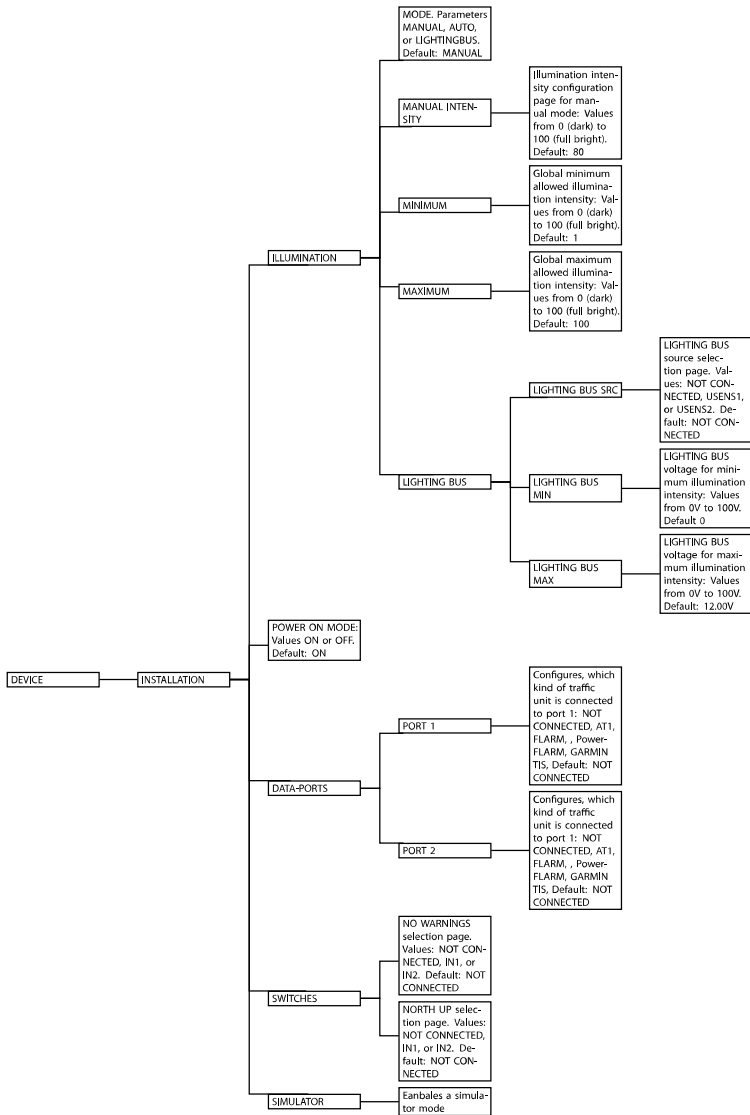 MODE. Parameters
MANUAL, AUTO,
or LIGHTINGBUS.
Default: MANUAL
MANUAL INTEN-
SITY
Illumination inten-
sity configuration
page for man-
ual mode: Values
from 0 (dark) to
100 (full bright).
Default: 80
MINIMUM
Global minimum
allowed illumina-
tion intensity: Val-
ues from 0 (dark)
to 100 (full bright).
Default: 1
ILLUMINATION
MAXIMUM
Global maximum
allowed illumina-
tion intensity: Val-
ues from 0 (dark)
to 100 (full bright).
Default: 100
LIGHTING BUS
LIGHTING BUS SRC
LIGHTING BUS
source selec-
tion page. Val-
ues: NOT CON-
NECTED, USENS1,
or USENS2. De-
fault: NOT CON-
NECTED
LIGHTING BUS
MIN
LIGHTING BUS
voltage for mini-
mum illumination
intensity: Values
from 0V to 100V.
Default 0
LIGHTING BUS
MAX
LIGHTING BUS
voltage for maxi-
mum illumination
intensity: Values
from 0V to 100V.
Default: 12.00V
POWER ON MODE:
Values ON or OFF.
Default: ON
DEVICE
INSTALLATION
DATA-PORTS
PORT 1
Configures, which
kind of traffic
unit is connected
to port 1: NOT
CONNECTED, AT1,
FLARM, , Power-
FLARM, GARMIN
TIS, Default: NOT
CONNECTED
PORT 2
Configures, which
kind of traffic
unit is connected
to port 1: NOT
CONNECTED, AT1,
FLARM, , Power-
FLARM, GARMIN
TIS, Default: NOT
CONNECTED
SWITCHES
NO WARNINGS
selection page.
Values: NOT CON-
NECTED, IN1, or
IN2. Default: NOT
CONNECTED
NORTH UP selec-
tion page. Values:
NOT CONNECTED,
IN1, or IN2. De-
fault: NOT CON-
NECTED
SIMULATOR
Eanbales a simula-
tor mode